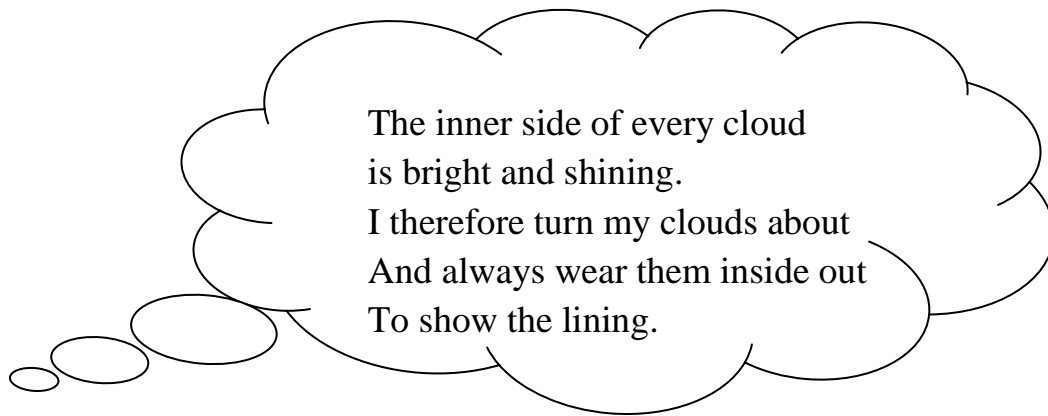 The inner side of every cloud
is bright and shining.
I therefore turn my clouds about
And always wear them inside out
To show the lining.